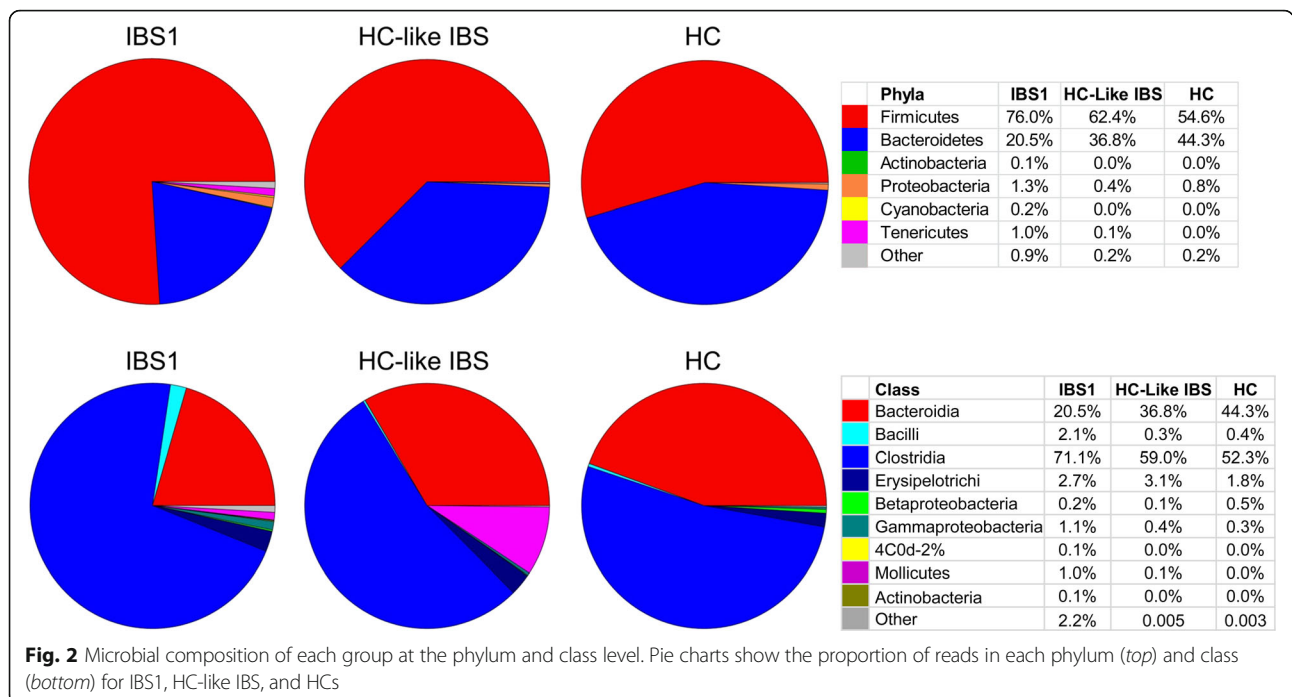 IBS1 HC-like IBS HC
Phyla IBS1 HC-Like IBS HC
Firmicutes 76.0% 62.4% 54.6%
Bacteroidetes 20.5% 36.8% 44.3%
Actinobacteria 0.1% 0.0% 0.0%
Proteobacteria 1.3% 0.4% 0.8%
Cyanobacteria 0.2% 0.0% 0.0%
Tenericutes 1.0% 0.1% 0.0%
Other 0.9% 0.2% 0.2%
IBS1 HC-like IBS HC
Class IBS1 HC-Like IBS HC
Bacteroidia 20.5% 36.8% 44.3%
Bacilli 2.1% 0.3% 0.4%
Clostridia 71.1% 59.0% 52.3%
Erysipelotrichi 2.7% 3.1% 1.8%
Betaproteobacteria 0.2% 0.1% 0.5%
Gammaproteobacteria 1.1% 0.4% 0.3%
4C0d-2% 0.1% 0.0% 0.0%
Mollicutes 1.0% 0.1% 0.0%
Actinobacteria 0.1% 0.0% 0.0%
Other 2.2% 0.005 0.003
Fig. 2 Microbial composition of each group at the phylum and class level. Pie charts show the proportion of reads in each phylum (top) and class
(bottom) for IBS1, HC-like IBS, and HCs